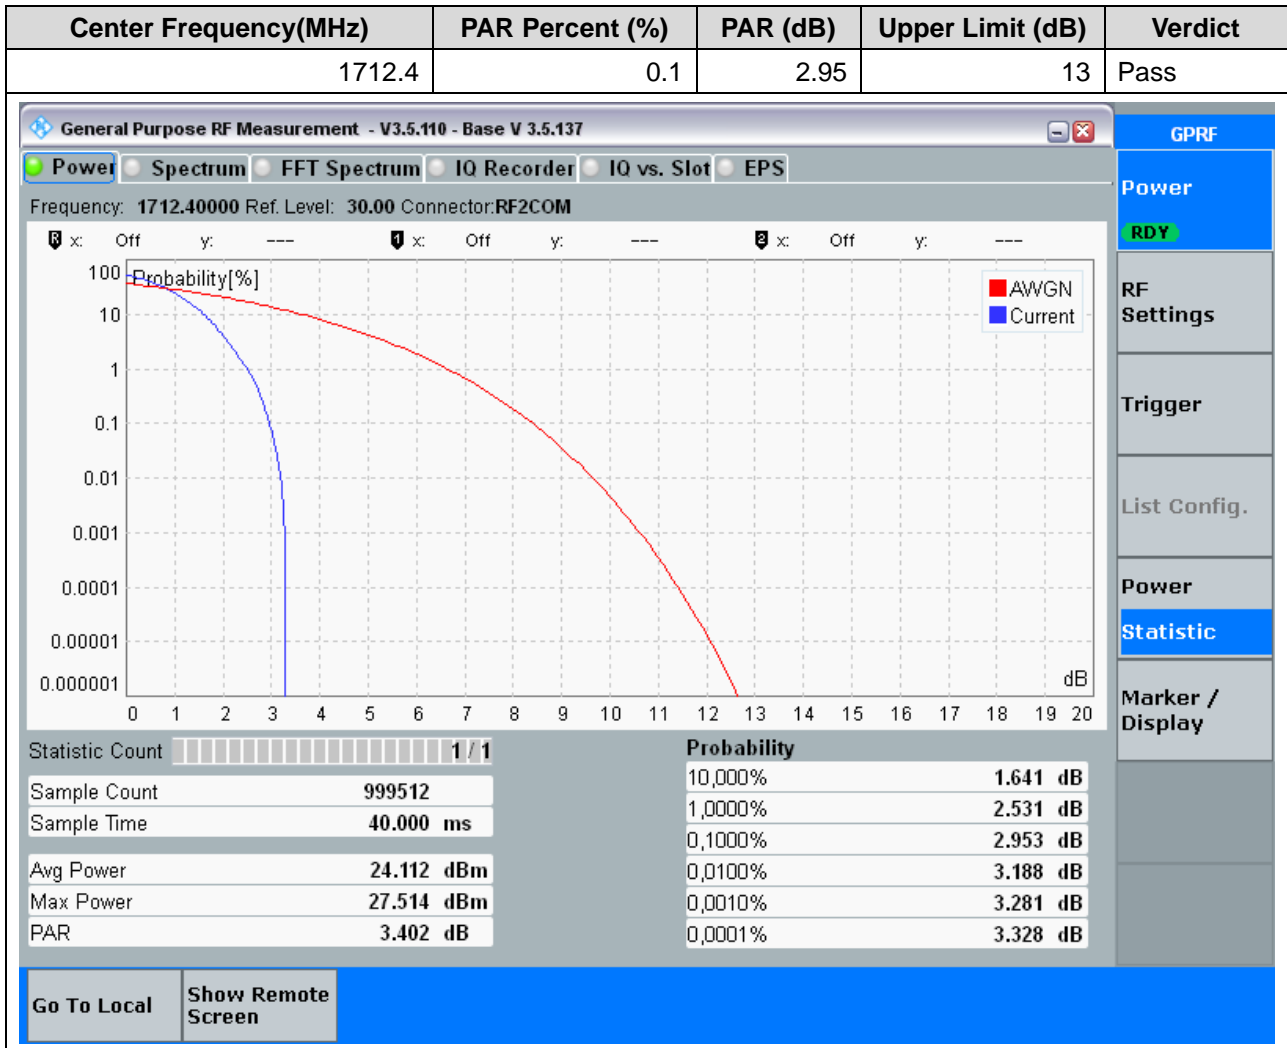 Center Frequency(MHz) PAR Percent (%) PAR (dB) Upper Limit (dB) Verdict
1712.4 0.1 2.95 13 Pass
General Purpose RF Measurement - V3.5.110 - Base V 3.5.137
GPRF
Power Spectrum FFT Spectrum IQ Recorder IQ vs. Slot EPS
Power
RDY
Frequency: 1712.40000 Ref. Level: 30.00 Connector:RF2COM
R x: Off y: --- 1 x: Off y: --- 2 x: Off y: ---
Probability[%]
AWGN
Current
100
10
1
0.1
0.01
0.001
0.0001
0.00001
0.000001
dB
0 1 2 3 4 5 6 7 8 9 10 11 12 13 14 15 16 17 18 19 20
RF
Settings
Trigger
List Config.
Power
Statistic
Marker /
Display
Statistic Count 1 / 1
Sample Count 999512
Sample Time 40.000 ms
Avg Power 24.112 dBm
Max Power 27.514 dBm
PAR 3.402 dB
Probability
10,000% 1.641 dB
1,0000% 2.531 dB
0,1000% 2.953 dB
0,0100% 3.188 dB
0,0010% 3.281 dB
0,0001% 3.328 dB
Go To Local
Show Remote
Screen